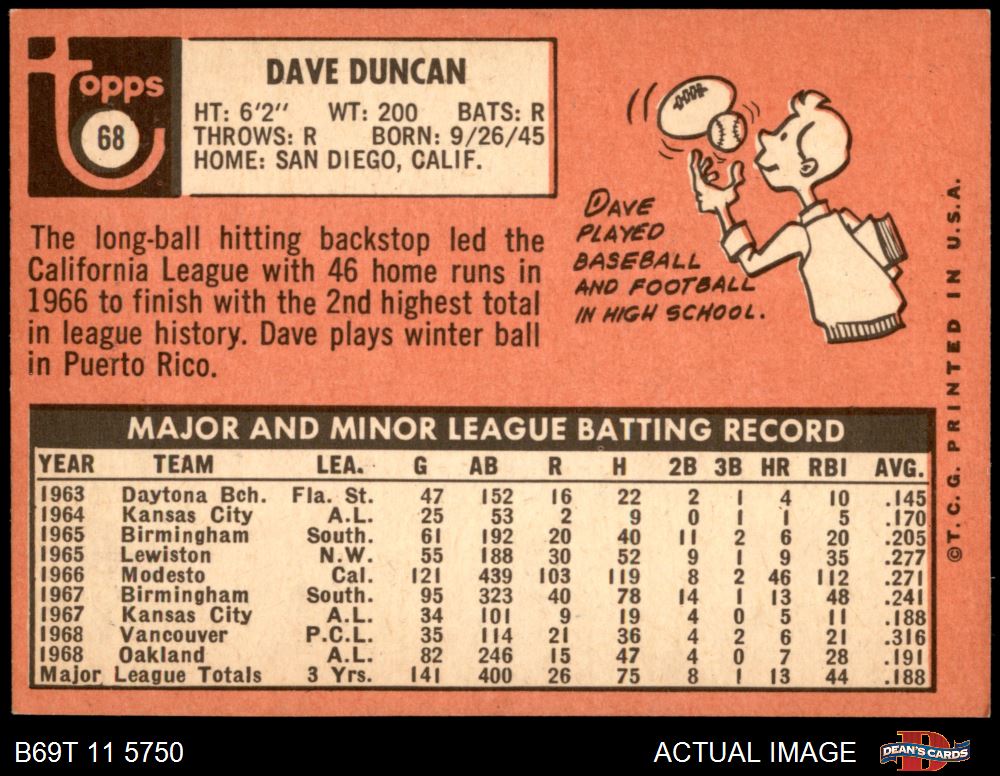 Topps
68
DAVE DUNCAN
HT: 6'2" WT: 200 BATS: R
THROWS: R BORN: 9/26/45
HOME: SAN DIEGO, CALIF.
The long-ball hitting backstop led the
California League with 46 home runs in
1966 to finish with the 2nd highest total
in league history. Dave plays winter ball
in Puerto Rico.
DAVE
PLAYED
BASEBALL
AND FOOTBALL
IN HIGH SCHOOL.
©T.C.G. PRINTED IN U.S.A.
MAJOR AND MINOR LEAGUE BATTING RECORD
YEAR TEAM LEA. G AB R H 2B 3B HR RBI AVG.
1963 Daytona Bch. Fla. St. 47 152 16 22 2 1 4 10 .145
1964 Kansas City A.L. 25 53 2 9 0 1 1 5 .170
1965 Birmingham South. 61 192 20 40 11 2 6 20 .205
1965 Lewiston N.W. 55 188 30 52 9 1 9 35 .277
1966 Modesto Cal. 121 439 103 119 8 2 46 112 .271
1967 Birmingham South. 95 323 40 78 14 1 13 48 .241
1967 Kansas City A.L. 34 101 9 19 4 0 5 11 .188
1968 Vancouver P.C.L. 35 114 21 36 4 2 6 21 .316
1968 Oakland A.L. 82 246 15 47 4 0 7 28 .191
Major League Totals 3 Yrs. 141 400 26 75 8 1 13 44 .188
B69T 11 5750
ACTUAL IMAGE
DEAN'S CARDS